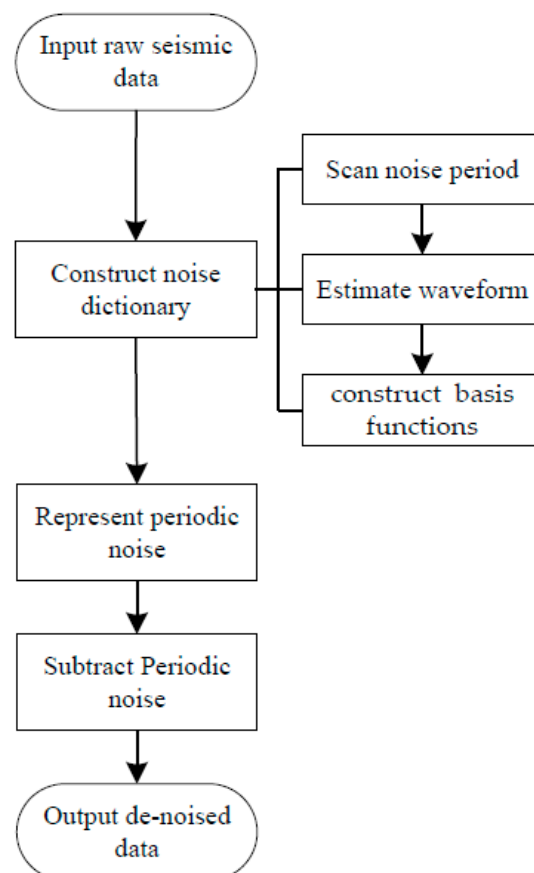 Input raw seismic
data
Construct noise
dictionary
Scan noise period
Estimate waveform
construct basis
functions
Represent periodic
noise
Subtract Periodic
noise
Output de-noised
data